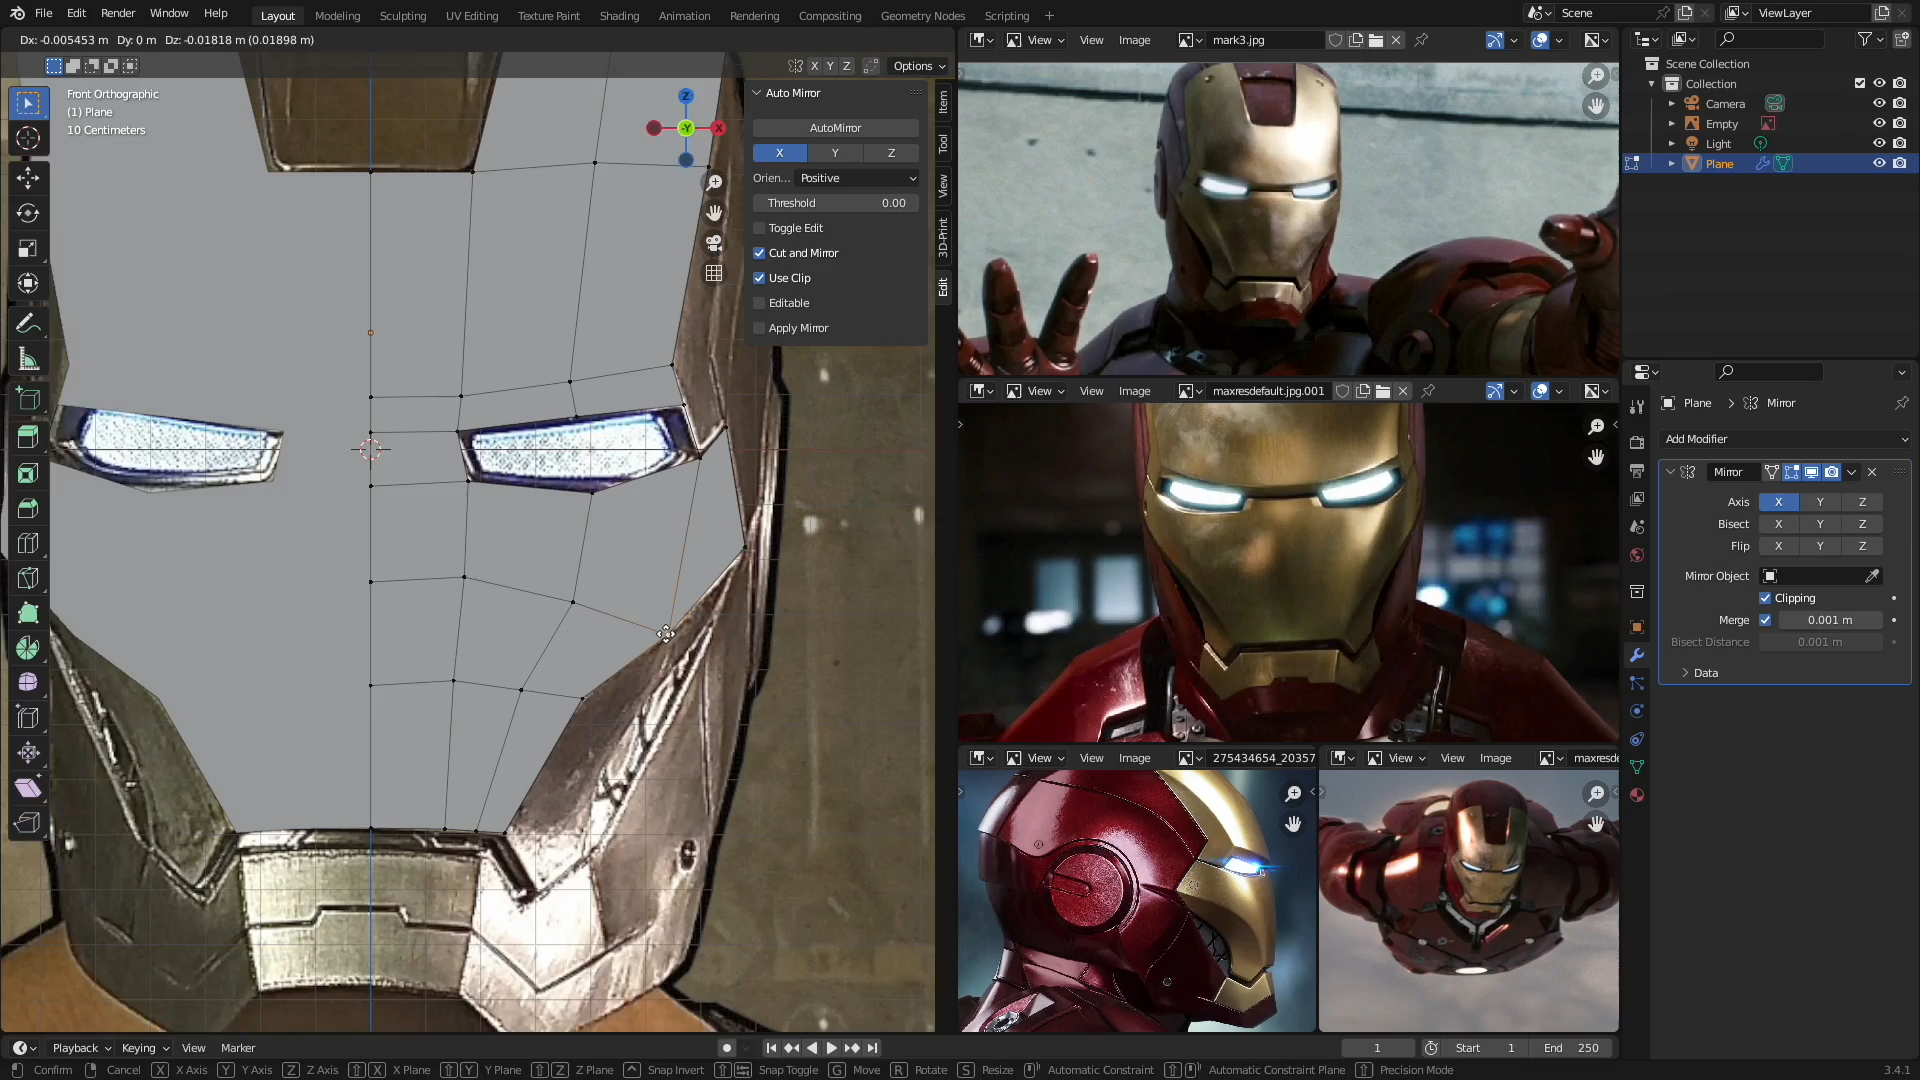 File Edit Render Window Help Layout Modeling Sculpting UV Editing Texture Paint Shading Animation Rendering Compositing Geometry Nodes Scripting + Scene ViewLayer
Dx: -0.005453 m Dy: 0 m Dz: -0.01818 m (0.01898 m)
View View Image mark3.jpg
X Y Z Options
Front Orthographic
(1) Plane
10 Centimeters
Z
-Y
X
Auto Mirror
AutoMirror
X Y Z
Orien... Positive
Threshold 0.00
Toggle Edit
Cut and Mirror
Use Clip
Editable
Apply Mirror
Item
Tool
View
3D-Print
Edit
View View Image maxresdefault.jpg.001
View View Image 275434654_20357
View View Image maxresde
Scene Collection
Collection
Camera
Empty
Light
Plane
Plane Mirror
Add Modifier
Mirror
Axis X Y Z
Bisect X Y Z
Flip X Y Z
Mirror Object
Clipping
Merge 0.001 m
Bisect Distance 0.001 m
Data
Playback Keying View Marker 1 Start 1 End 250
Confirm Cancel X X Axis Y Y Axis Z Z Axis X X Plane Y Y Plane Z Z Plane Snap Invert Snap Toggle G Move R Rotate S Resize Automatic Constraint Automatic Constraint Plane Precision Mode 3.4.1